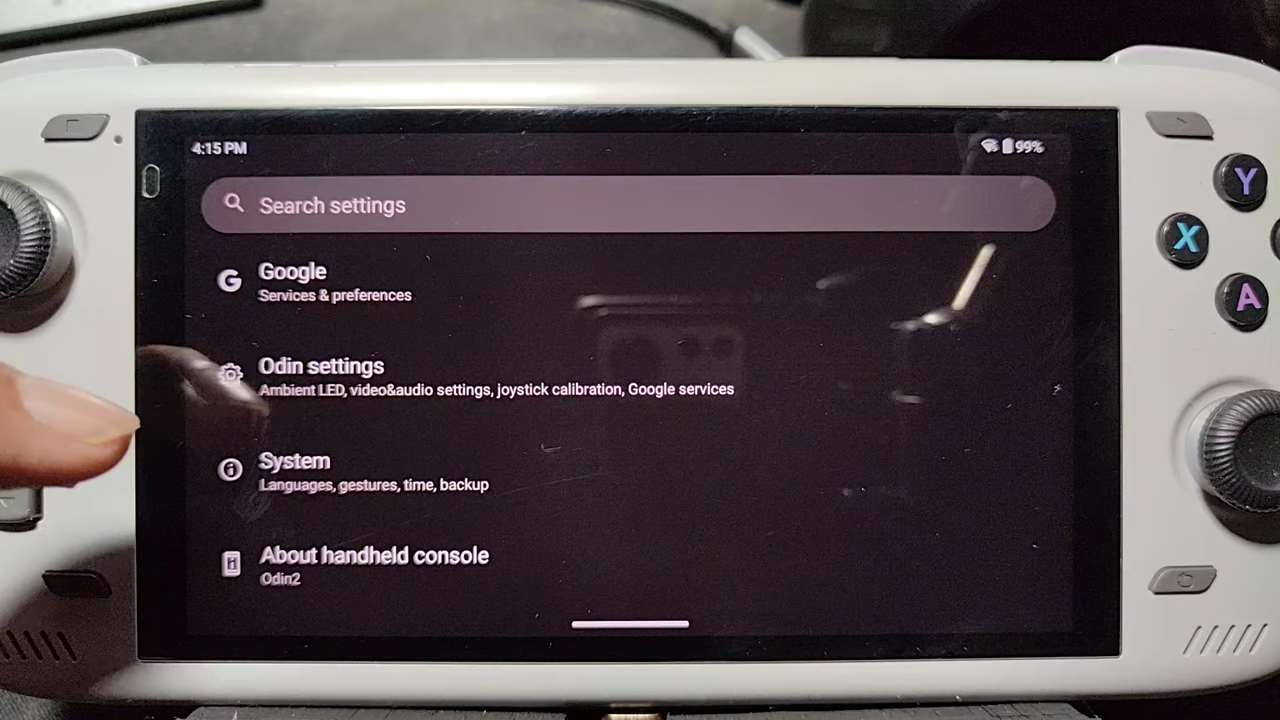 4:15 PM
99%
Search settings
Google
Services & preferences
Odin settings
Ambient LED, video&audio settings, joystick calibration, Google services
System
Languages, gestures, time, backup
About handheld console
Odin2
Y
X
A